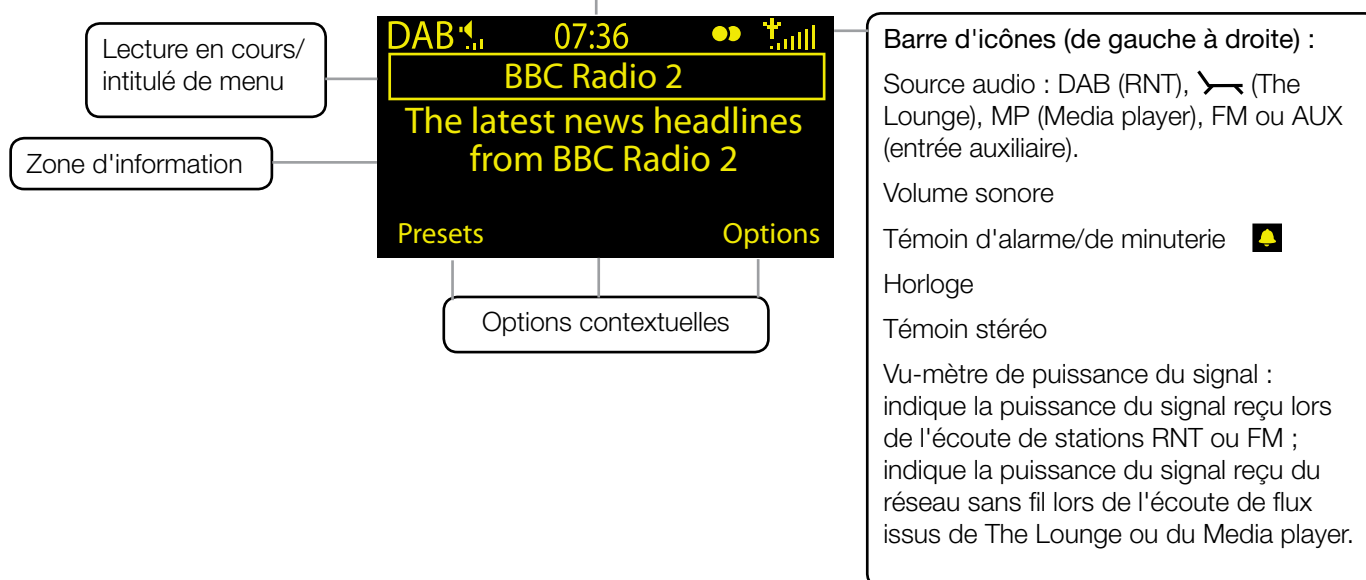 Lecture en cours/
intitulé de menu
Zone d'information
DAB 07:36
BBC Radio 2
The latest news headlines
from BBC Radio 2
Presets Options
Options contextuelles
Barre d'icônes (de gauche à droite) :
Source audio : DAB (RNT), (The
Lounge), MP (Media player), FM ou AUX
(entrée auxiliaire).
Volume sonore
Témoin d'alarme/de minuterie
Horloge
Témoin stéréo
Vu-mètre de puissance du signal :
indique la puissance du signal reçu lors
de l'écoute de stations RNT ou FM ;
indique la puissance du signal reçu du
réseau sans fil lors de l'écoute de flux
issus de The Lounge ou du Media player.